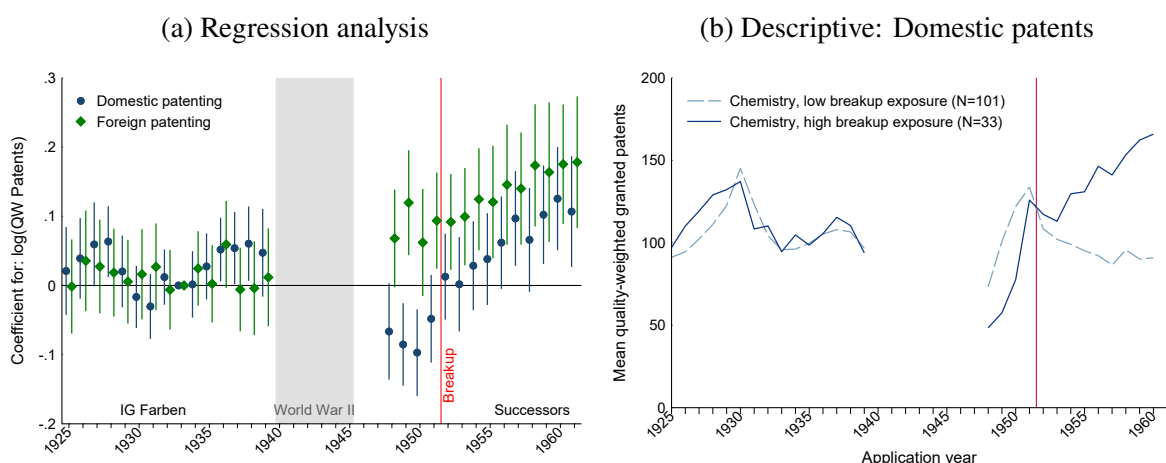 (a) Regression analysis
Coefficient for: log(QW Patents)
.3
.2
.1
0
-.1
-.2
Domestic patenting
Foreign patenting
IG Farben
World War II
Breakup
Successors
1925
1930
1935
1940
1945
1950
1955
1960
(b) Descriptive: Domestic patents
Mean quality-weighted granted patents
200
150
100
50
0
Chemistry, low breakup exposure (N=101)
Chemistry, high breakup exposure (N=33)
1925
1930
1935
1940
1945
1950
1955
1960
Application year